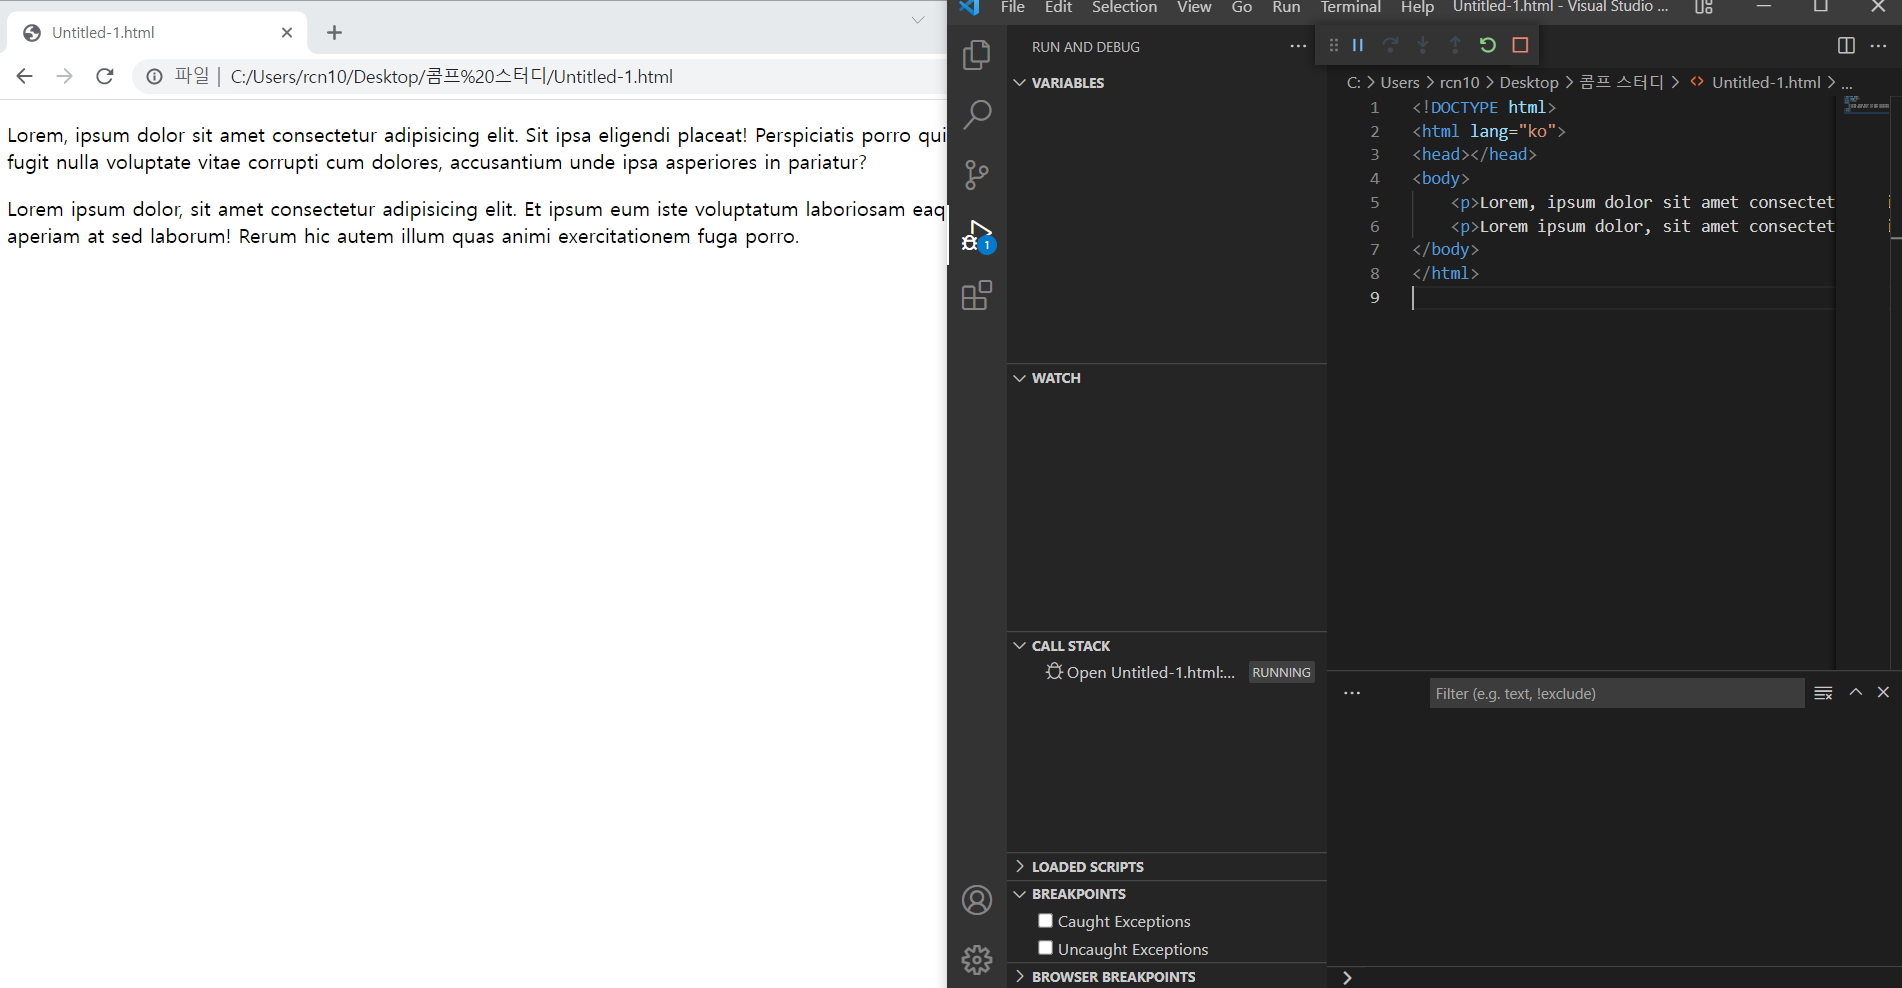 Untitled-1.html
파일 | C:/Users/rcn10/Desktop/콤프%20스터디/Untitled-1.html
Lorem, ipsum dolor sit amet consectetur adipisicing elit. Sit ipsa eligendi placeat! Perspiciatis porro qui
fugit nulla voluptate vitae corrupti cum dolores, accusantium unde ipsa asperiores in pariatur?
Lorem ipsum dolor, sit amet consectetur adipisicing elit. Et ipsum eum iste voluptatum laboriosam eaq
aperiam at sed laborum! Rerum hic autem illum quas animi exercitationem fuga porro.
File Edit Selection View Go Run Terminal Help Untitled-1.html - Visual Studio ...
RUN AND DEBUG
VARIABLES
1
WATCH
CALL STACK
Open Untitled-1.html:... RUNNING
LOADED SCRIPTS
BREAKPOINTS
Caught Exceptions
Uncaught Exceptions
BROWSER BREAKPOINTS
C: > Users > rcn10 > Desktop > 콤프 스터디 > Untitled-1.html > ...
1 <!DOCTYPE html>
2 <html lang="ko">
3 <head></head>
4 <body>
5 <p>Lorem, ipsum dolor sit amet consectet
6 <p>Lorem ipsum dolor, sit amet consectet
7 </body>
8 </html>
9
Filter (e.g. text, !exclude)